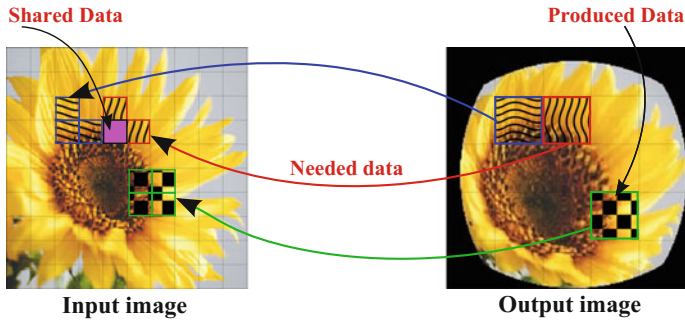 Shared Data
Produced Data
Needed data
Input image
Output image